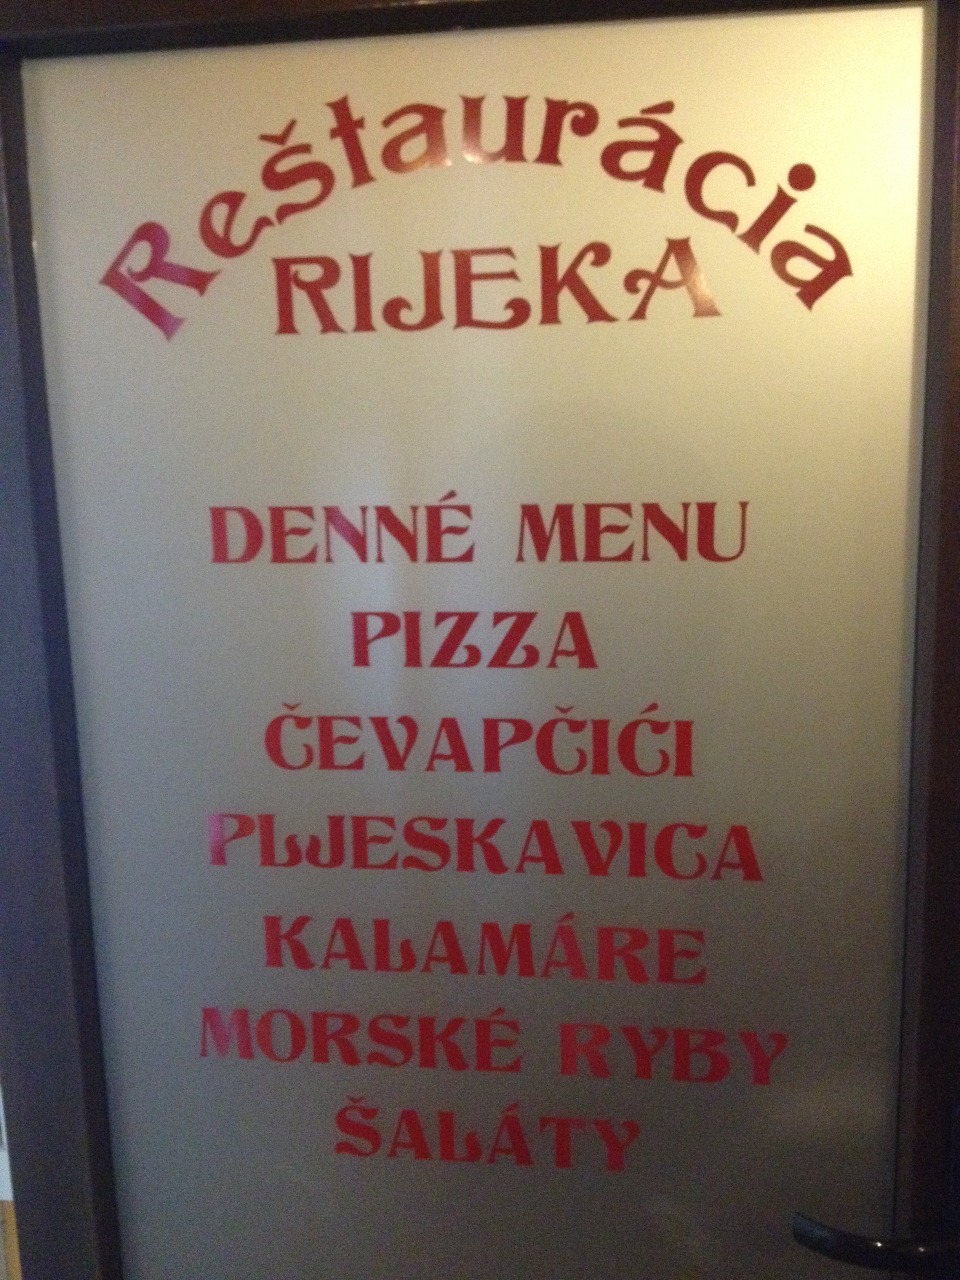 Reštaurácia
RIJEKA
DENNÉ MENU
PIZZA
ČEVAPČIĆI
PLJESKAVICA
KALAMÁRE
MORSKÉ RYBY
ŠALÁTY